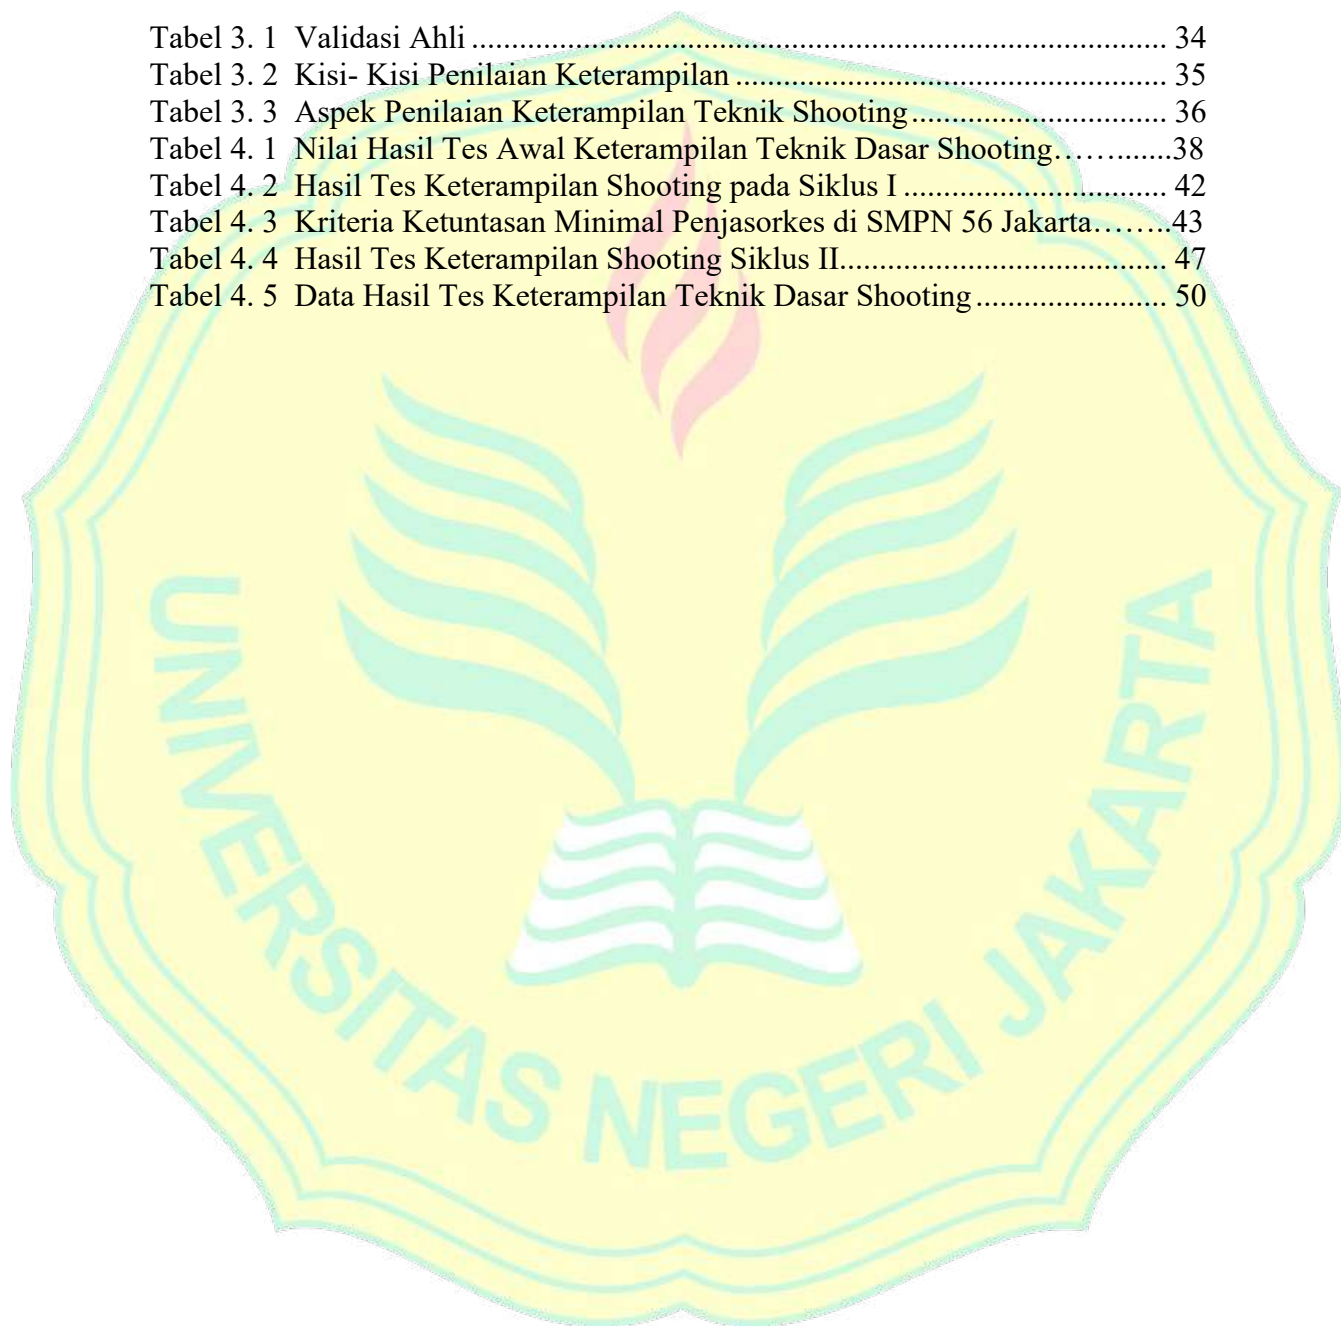 Tabel 3. 1  Validasi Ahli ....................................................................................... 34
Tabel 3. 2  Kisi- Kisi Penilaian Keterampilan ...................................................... 35
Tabel 3. 3  Aspek Penilaian Keterampilan Teknik Shooting ................................ 36
Tabel 4. 1  Nilai Hasil Tes Awal Keterampilan Teknik Dasar Shooting……........38
Tabel 4. 2  Hasil Tes Keterampilan Shooting pada Siklus I ................................. 42
Tabel 4. 3  Kriteria Ketuntasan Minimal Penjasorkes di SMPN 56 Jakarta……..43
Tabel 4. 4  Hasil Tes Keterampilan Shooting Siklus II......................................... 47
Tabel 4. 5  Data Hasil Tes Keterampilan Teknik Dasar Shooting ........................ 50
UNIVERSITAS NEGERI JAKARTA